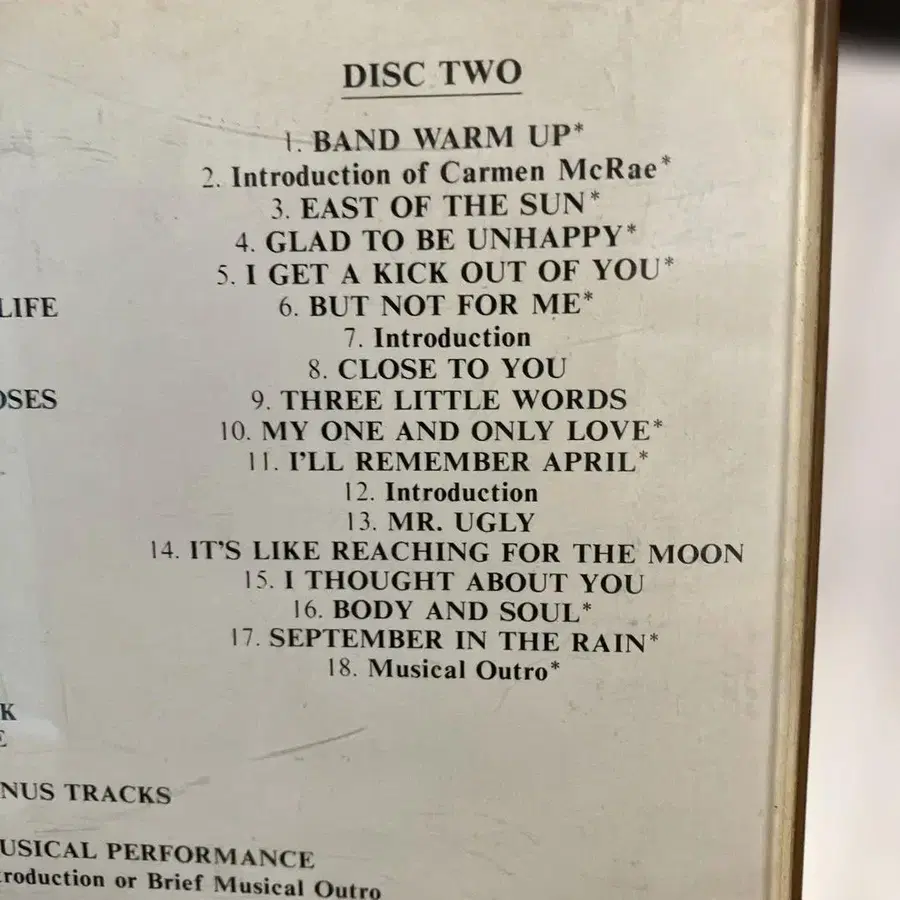 DISC TWO
1. BAND WARM UP*
2. Introduction of Carmen McRae*
3. EAST OF THE SUN*
4. GLAD TO BE UNHAPPY*
5. I GET A KICK OUT OF YOU*
6. BUT NOT FOR ME*
7. Introduction
8. CLOSE TO YOU
9. THREE LITTLE WORDS
10. MY ONE AND ONLY LOVE*
11. I'LL REMEMBER APRIL*
12. Introduction
13. MR. UGLY
14. IT'S LIKE REACHING FOR THE MOON
15. I THOUGHT ABOUT YOU
16. BODY AND SOUL*
17. SEPTEMBER IN THE RAIN*
18. Musical Outro*
LIFE
OSES
K
E
NUS TRACKS
USICAL PERFORMANCE
troduction or Brief Musical Outro